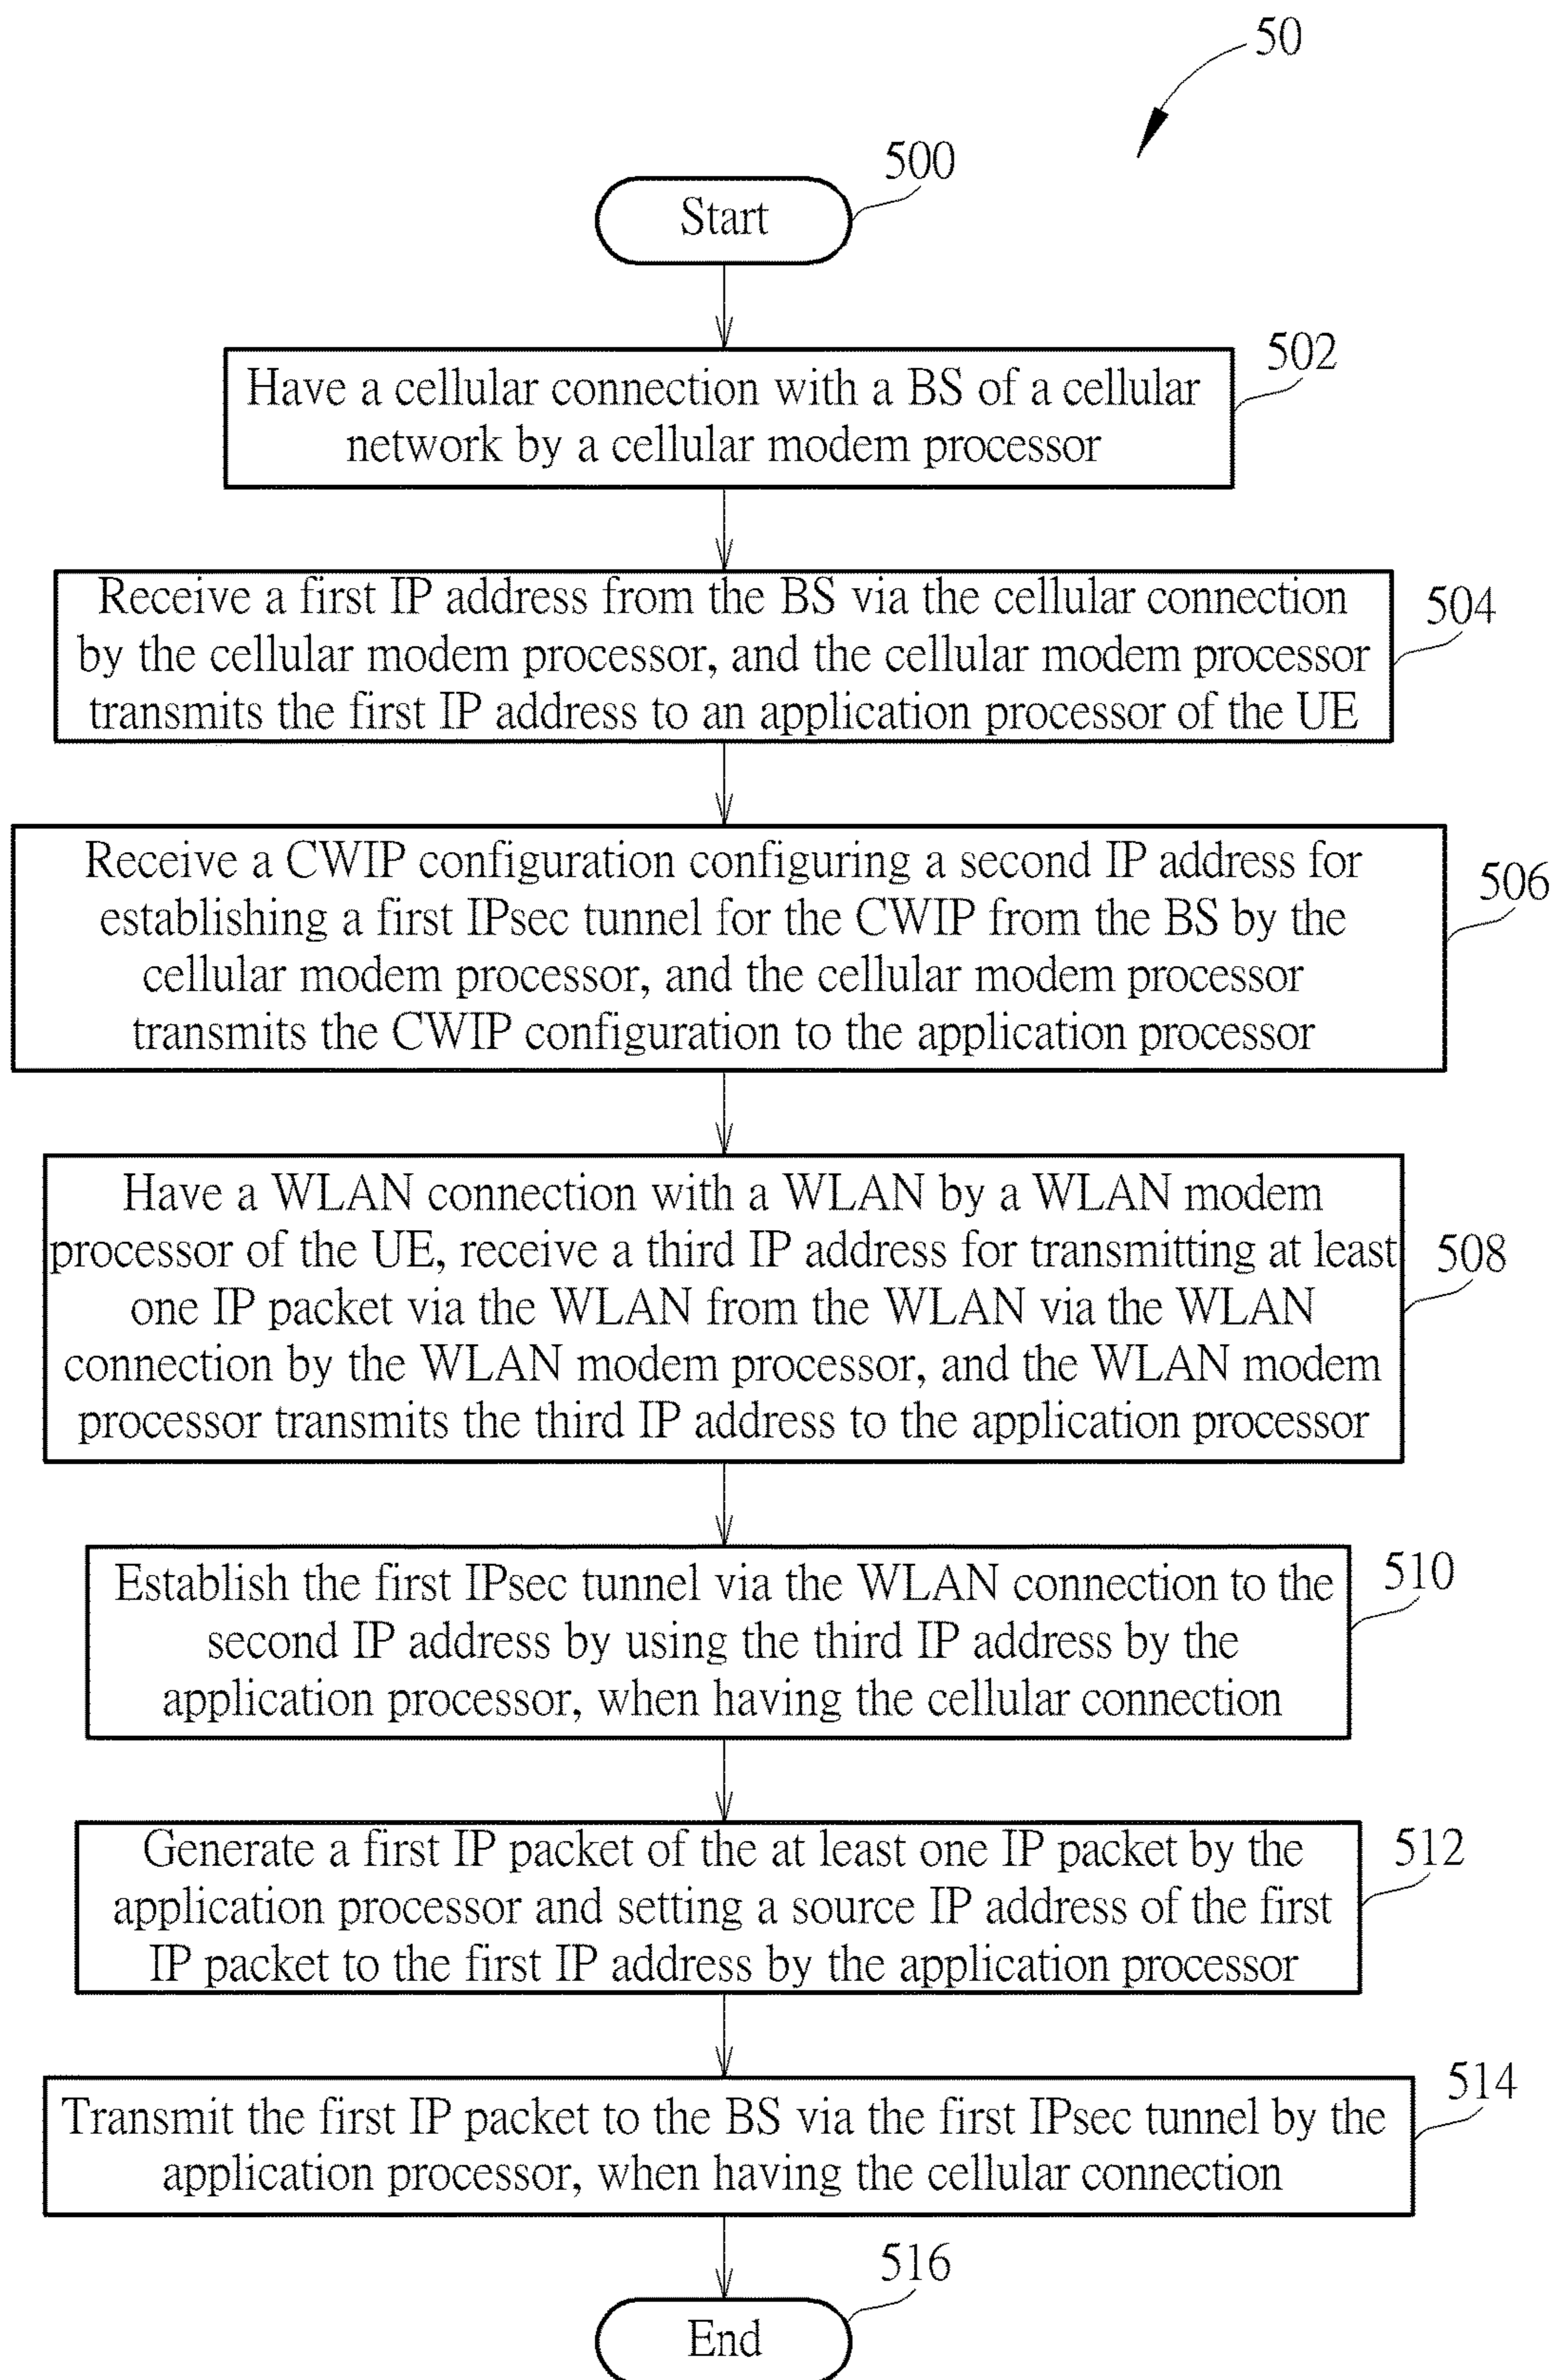 50
500
Start
502
Have a cellular connection with a BS of a cellular
network by a cellular modem processor
504
Receive a first IP address from the BS via the cellular connection
by the cellular modem processor, and the cellular modem processor
transmits the first IP address to an application processor of the UE
506
Receive a CWIP configuration configuring a second IP address for
establishing a first IPsec tunnel for the CWIP from the BS by the
cellular modem processor, and the cellular modem processor
transmits the CWIP configuration to the application processor
508
Have a WLAN connection with a WLAN by a WLAN modem
processor of the UE, receive a third IP address for transmitting at least
one IP packet via the WLAN from the WLAN via the WLAN
connection by the WLAN modem processor, and the WLAN modem
processor transmits the third IP address to the application processor
510
Establish the first IPsec tunnel via the WLAN connection to the
second IP address by using the third IP address by the
application processor, when having the cellular connection
512
Generate a first IP packet of the at least one IP packet by the
application processor and setting a source IP address of the first
IP packet to the first IP address by the application processor
514
Transmit the first IP packet to the BS via the first IPsec tunnel by the
application processor, when having the cellular connection
516
End